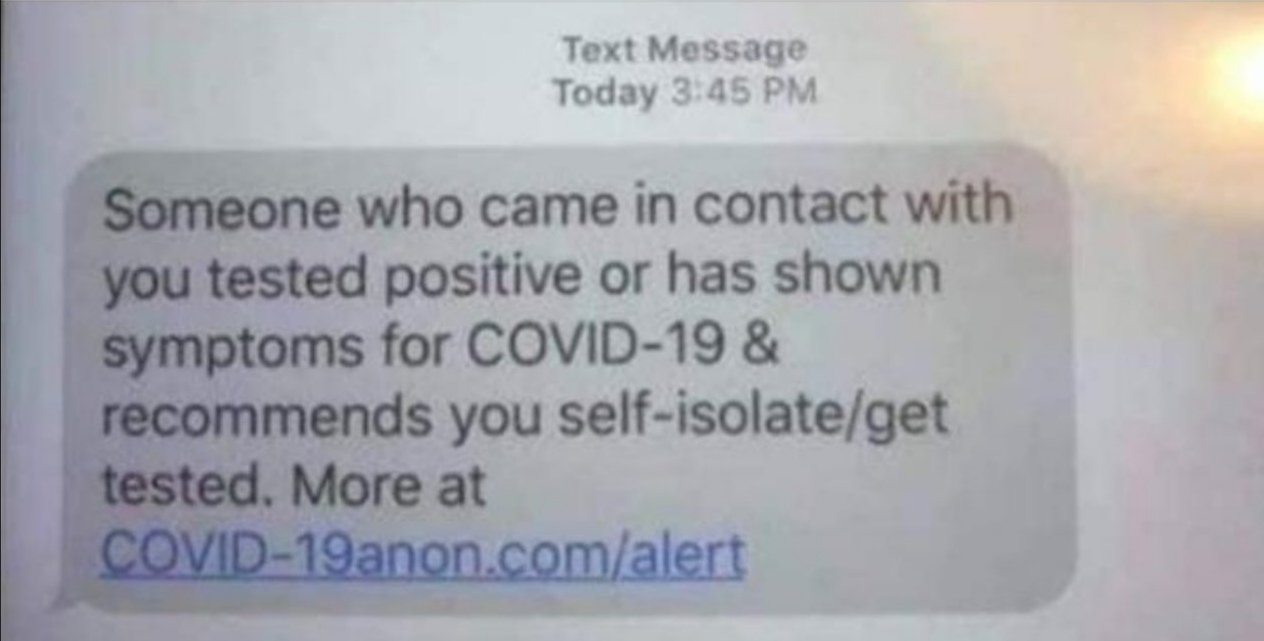 Text Message
Today 3:45 PM
Someone who came in contact with
you tested positive or has shown
symptoms for COVID-19 &
recommends you self-isolate/get
tested. More at
COVID-19anon.com/alert